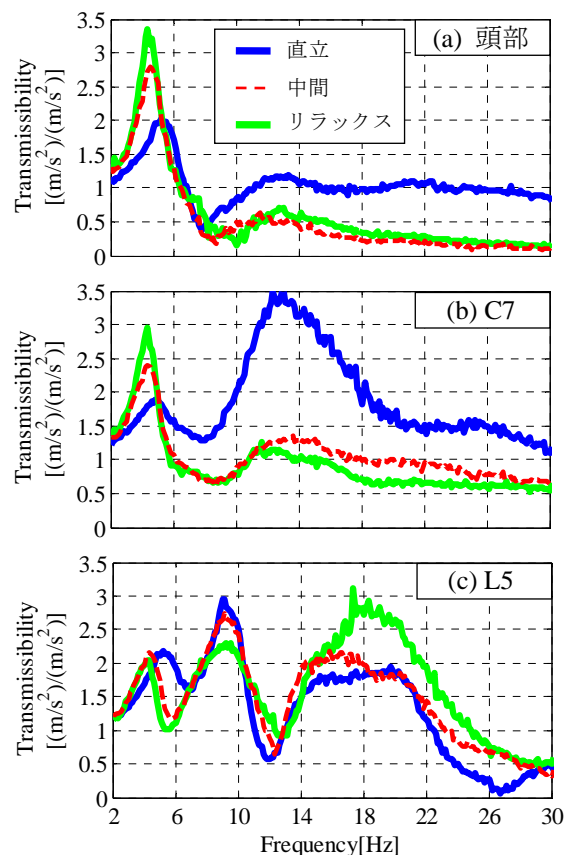 (a) 頭部
直立
中間
リラックス
Transmissibility
[(m/s²)/(m/s²)]
3.5
3
2.5
2
1.5
1
0.5
0
(b) C7
Transmissibility
[(m/s²)/(m/s²)]
3.5
3
2.5
2
1.5
1
0.5
0
(c) L5
Transmissibility
[(m/s²)/(m/s²)]
3.5
3
2.5
2
1.5
1
0.5
0
2 6 10 14 18 22 26 30
Frequency[Hz]